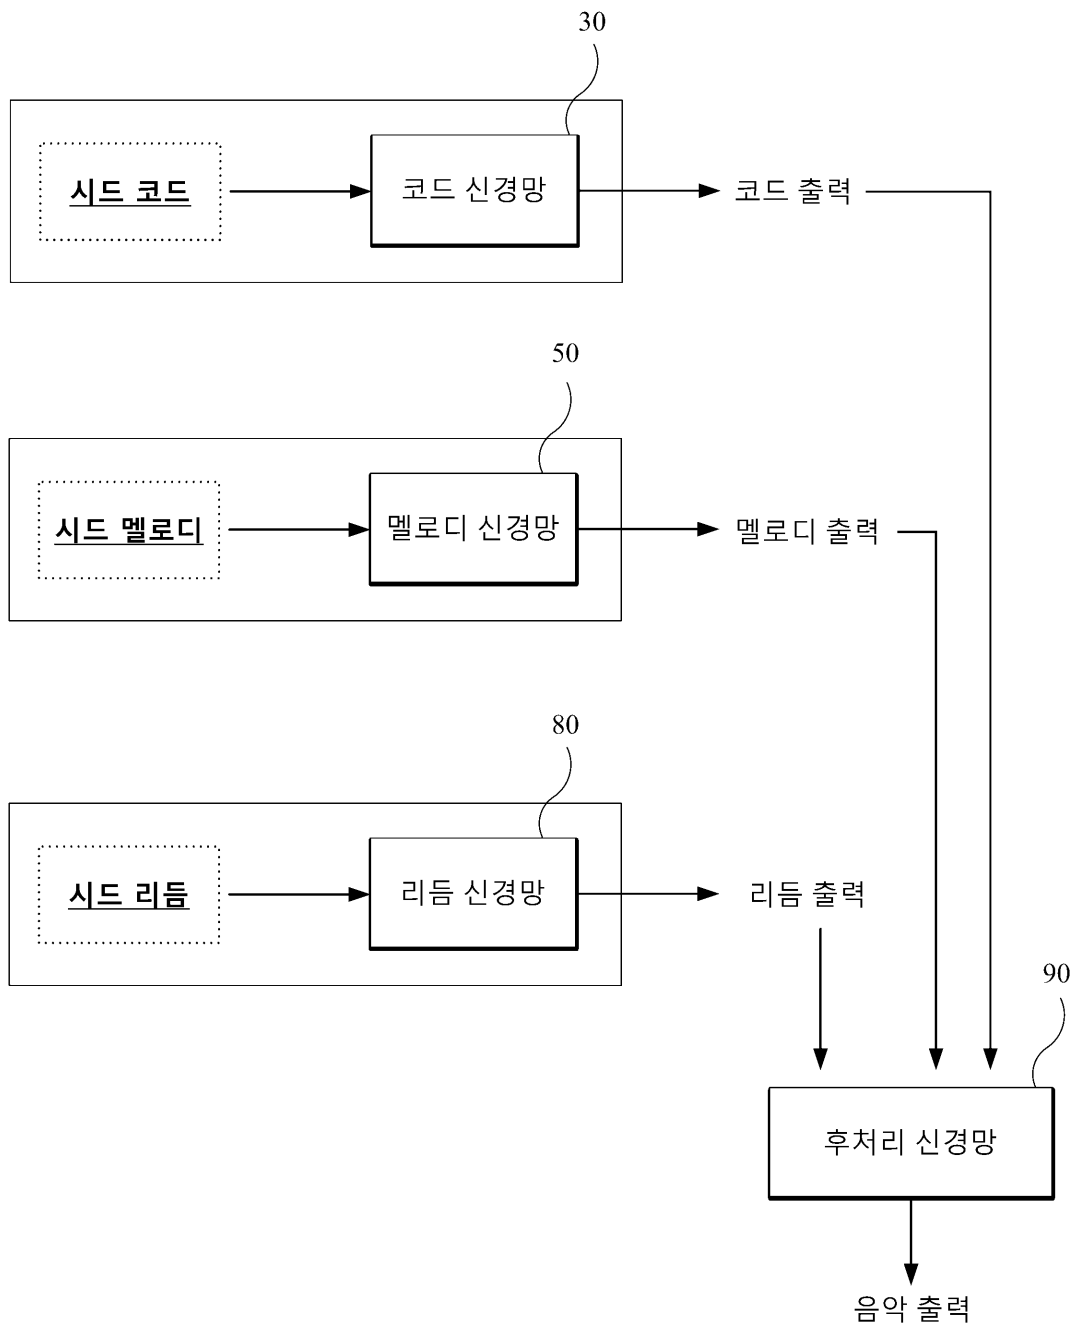 30
시드 코드
코드 신경망
코드 출력
50
시드 멜로디
멜로디 신경망
멜로디 출력
80
시드 리듬
리듬 신경망
리듬 출력
90
후처리 신경망
음악 출력